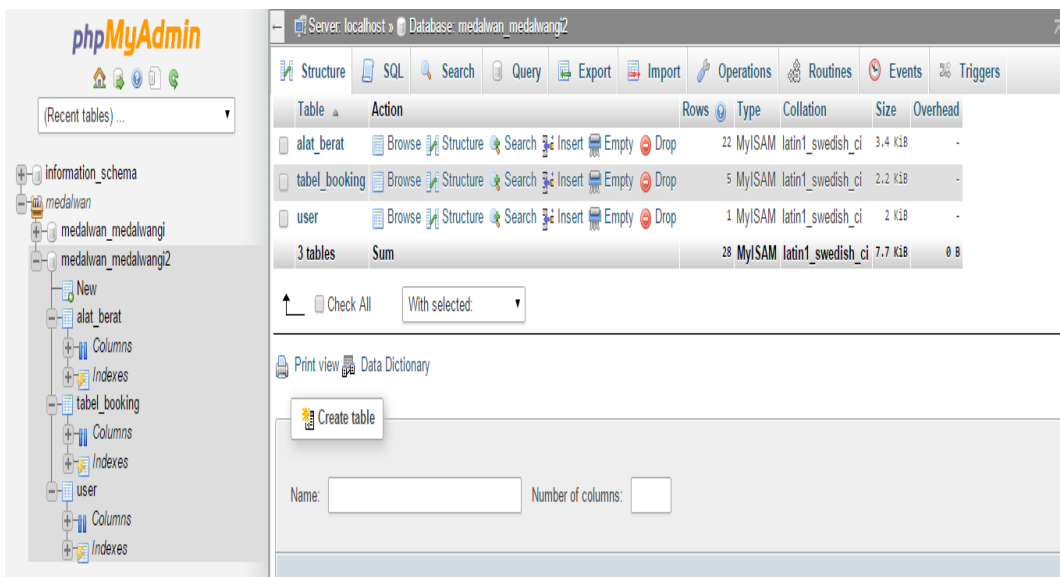 phpMyAdmin
(Recent tables) ...
information_schema
medalwan
medalwan_medalwangi
medalwan_medalwangi2
New
alat_berat
Columns
Indexes
tabel_booking
Columns
Indexes
user
Columns
Indexes
Server: localhost » Database: medalwan_medalwangi2
Structure SQL Search Query Export Import Operations Routines Events Triggers
Table Action Rows Type Collation Size Overhead
alat_berat Browse Structure Search Insert Empty Drop 22 MyISAM latin1_swedish_ci 3.4 KiB -
tabel_booking Browse Structure Search Insert Empty Drop 5 MyISAM latin1_swedish_ci 2.2 KiB -
user Browse Structure Search Insert Empty Drop 1 MyISAM latin1_swedish_ci 2 KiB -
3 tables Sum 28 MyISAM latin1_swedish_ci 7.7 KiB 0 B
Check All With selected:
Print view Data Dictionary
Create table
Name: Number of columns: